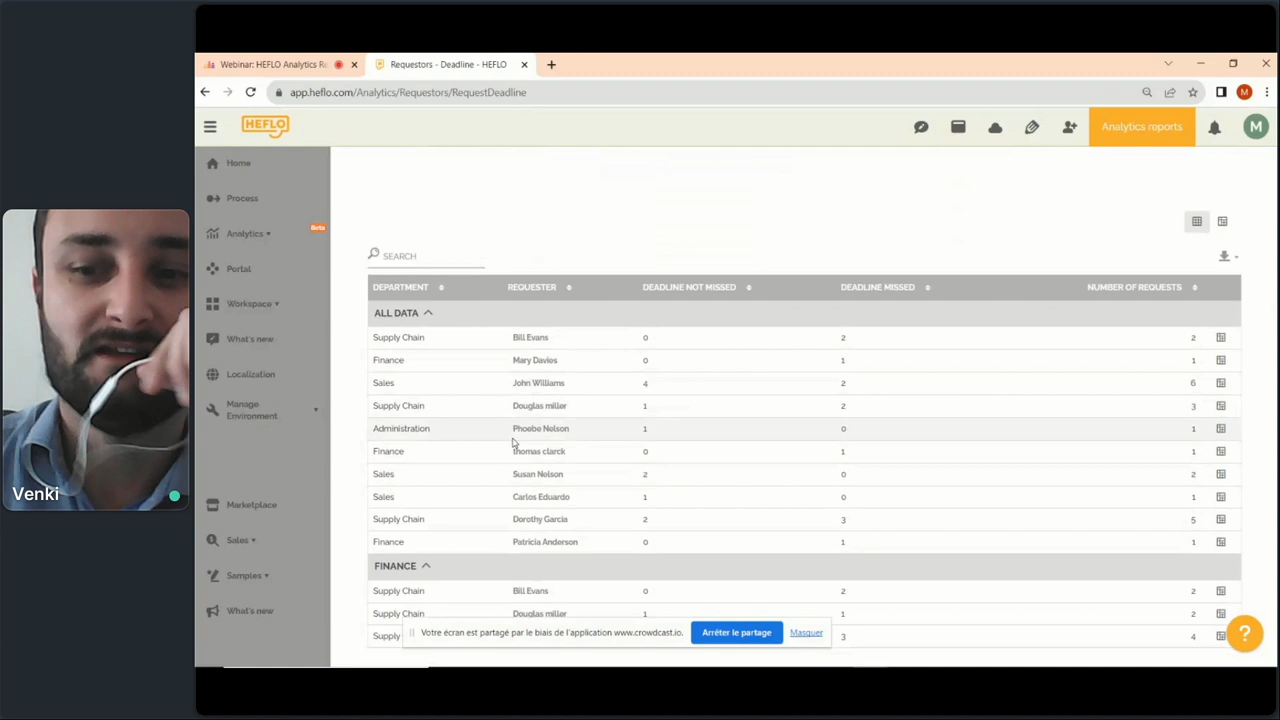 Webinar: HEFLO Analytics Re
Requestors - Deadline - HEFLO
app.heflo.com/Analytics/Requestors/RequestDeadline
M
HEFLO
Analytics reports
M
Home
Process
Analytics
Beta
Portal
Workspace
What's new
Localization
Manage
Environment
Marketplace
Sales
Samples
What's new
SEARCH
DEPARTMENT REQUESTER DEADLINE NOT MISSED DEADLINE MISSED NUMBER OF REQUESTS
ALL DATA
Supply Chain Bill Evans 0 2 2
Finance Mary Davies 0 1 1
Sales John Williams 4 2 6
Supply Chain Douglas miller 1 2 3
Administration Phoebe Nelson 1 0 1
Finance thomas clarck 0 1 1
Sales Susan Nelson 2 0 2
Sales Carlos Eduardo 1 0 1
Supply Chain Dorothy Garcia 2 3 5
Finance Patricia Anderson 0 1 1
FINANCE
Supply Chain Bill Evans 0 2 2
Supply Chain Douglas miller 1 1 2
Supply 3 4
Votre écran est partagé par le biais de l'application www.crowdcast.io.
Arrêter le partage
Masquer
?
Venki